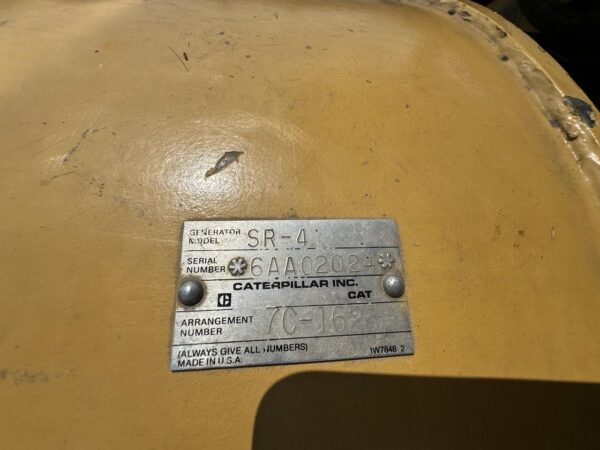 GENERATOR
MODEL SR-4
SERIAL
NUMBER *6AA02024*
CATERPILLAR INC.
C CAT
ARRANGEMENT
NUMBER
(ALWAYS GIVE ALL NUMBERS)
MADE IN U.S.A. 1W7848 2